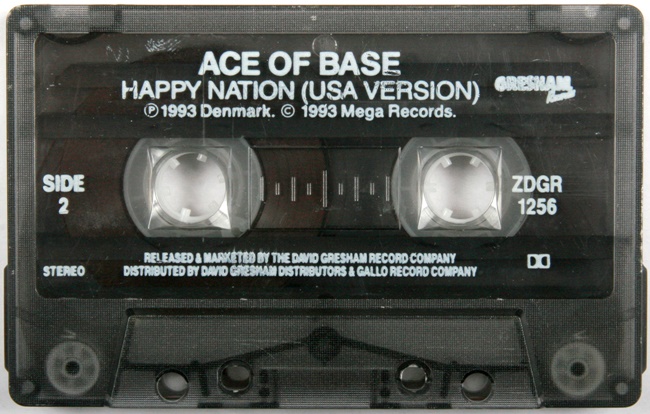 ACE OF BASE
HAPPY NATION (USA VERSION)
GRESHAM
Records
℗ 1993 Denmark. © 1993 Mega Records.
SIDE
2
ZDGR
1256
STEREO
RELEASED & MARKETED BY THE DAVID GRESHAM RECORD COMPANY
DISTRIBUTED BY DAVID GRESHAM DISTRIBUTORS & GALLO RECORD COMPANY